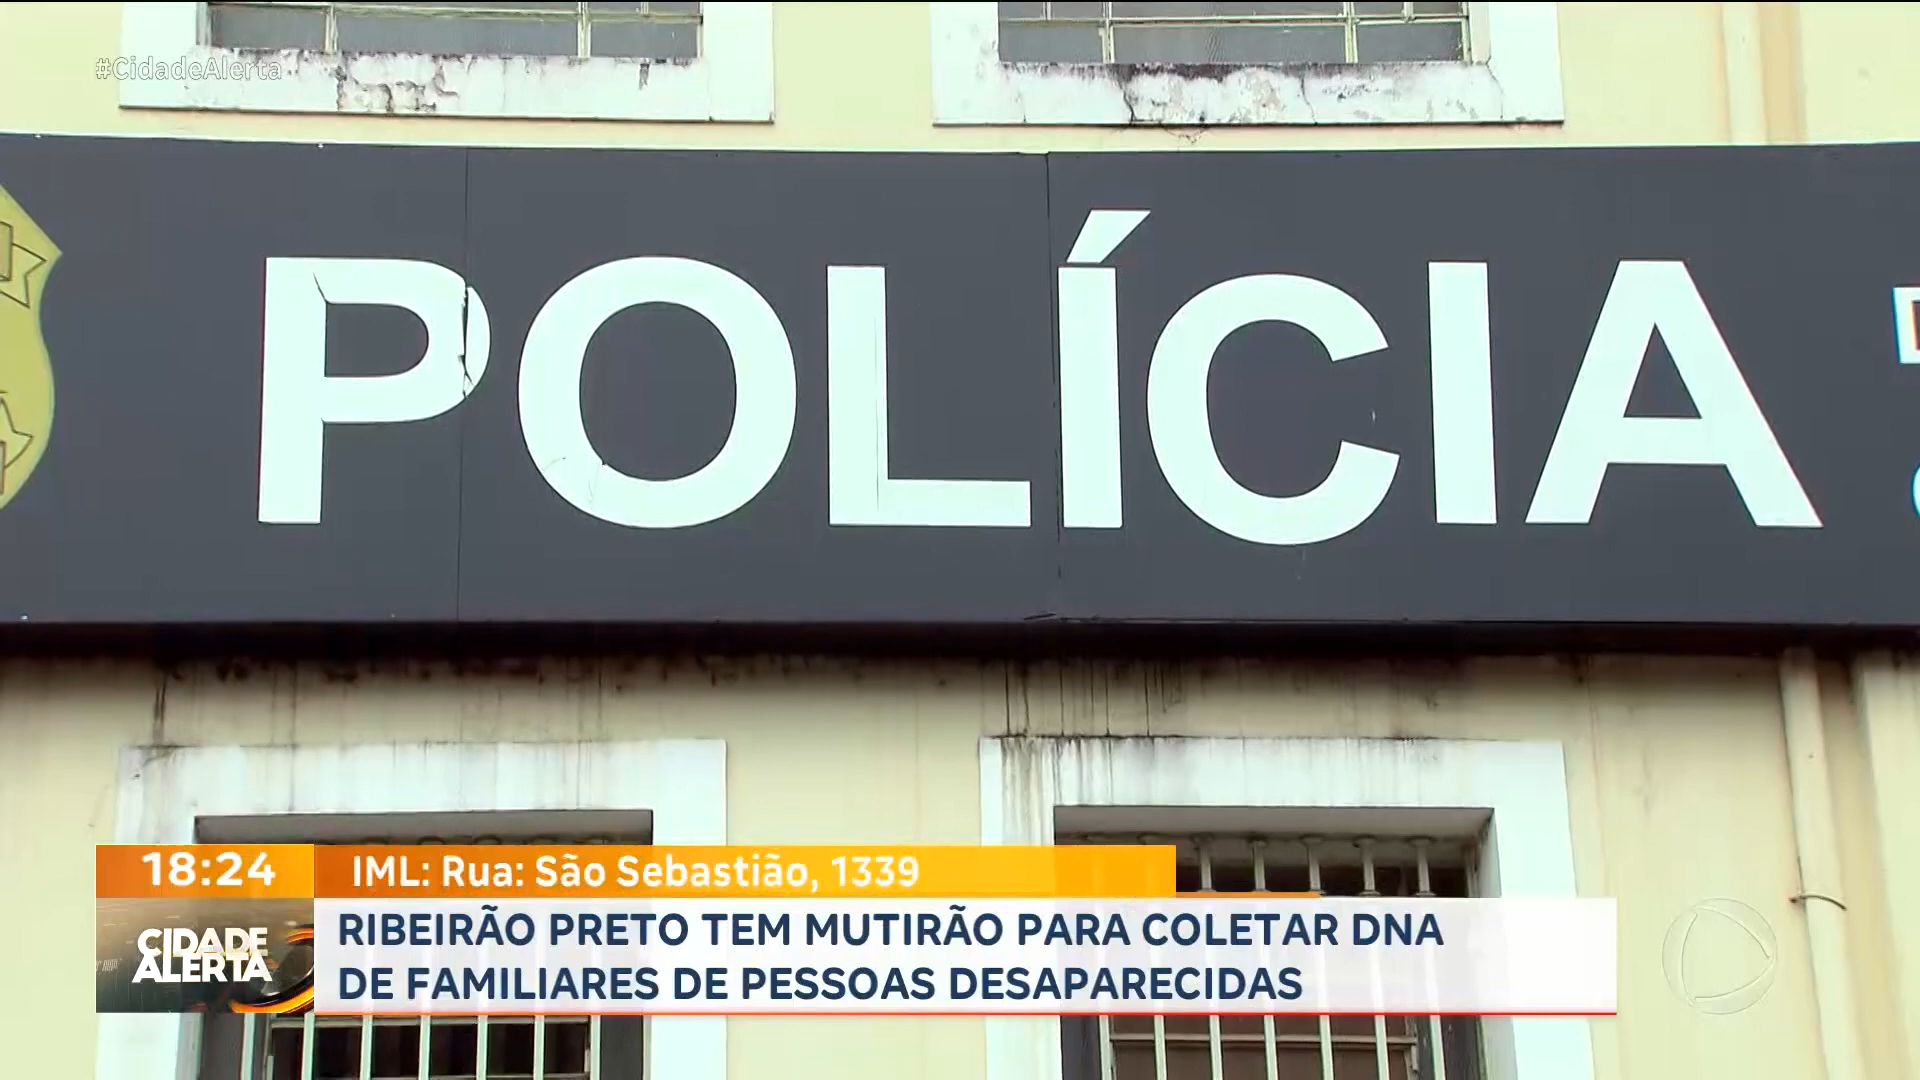 #CidadeAlerta
POLÍCIA
18:24
IML: Rua: São Sebastião, 1339
CIDADE
ALERTA
RIBEIRÃO PRETO TEM MUTIRÃO PARA COLETAR DNA
DE FAMILIARES DE PESSOAS DESAPARECIDAS